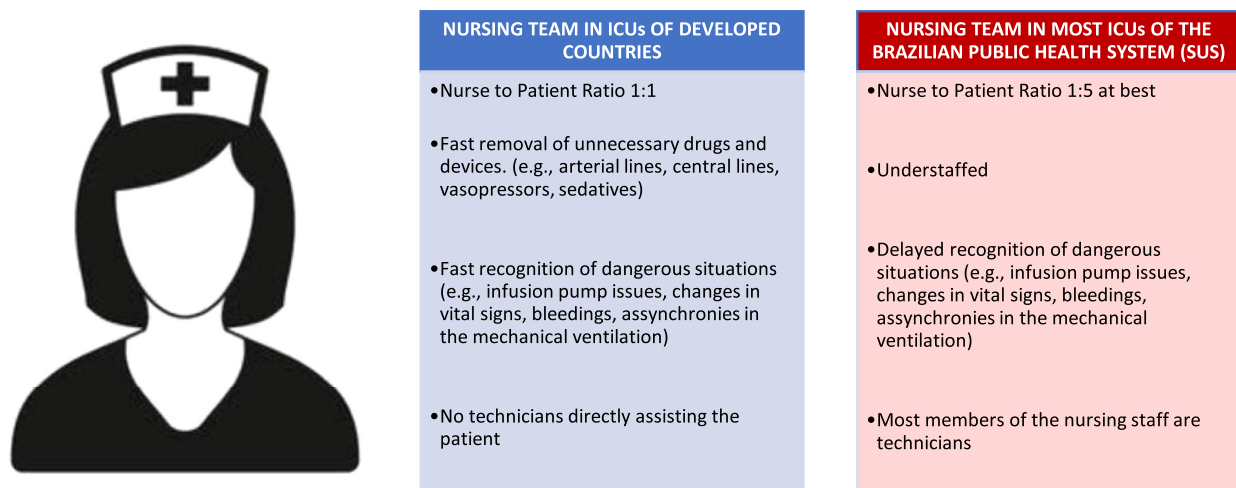 NURSING TEAM IN ICUs OF DEVELOPED
COUNTRIES
•Nurse to Patient Ratio 1:1
•Fast removal of unnecessary drugs and
devices. (e.g., arterial lines, central lines,
vasopressors, sedatives)
•Fast recognition of dangerous situations
(e.g., infusion pump issues, changes in
vital signs, bleedings, assynchronies in
the mechanical ventilation)
•No technicians directly assisting the
patient
NURSING TEAM IN MOST ICUs OF THE
BRAZILIAN PUBLIC HEALTH SYSTEM (SUS)
•Nurse to Patient Ratio 1:5 at best
•Understaffed
•Delayed recognition of dangerous
situations (e.g., infusion pump issues,
changes in vital signs, bleedings,
assynchronies in the mechanical
ventilation)
•Most members of the nursing staff are
technicians